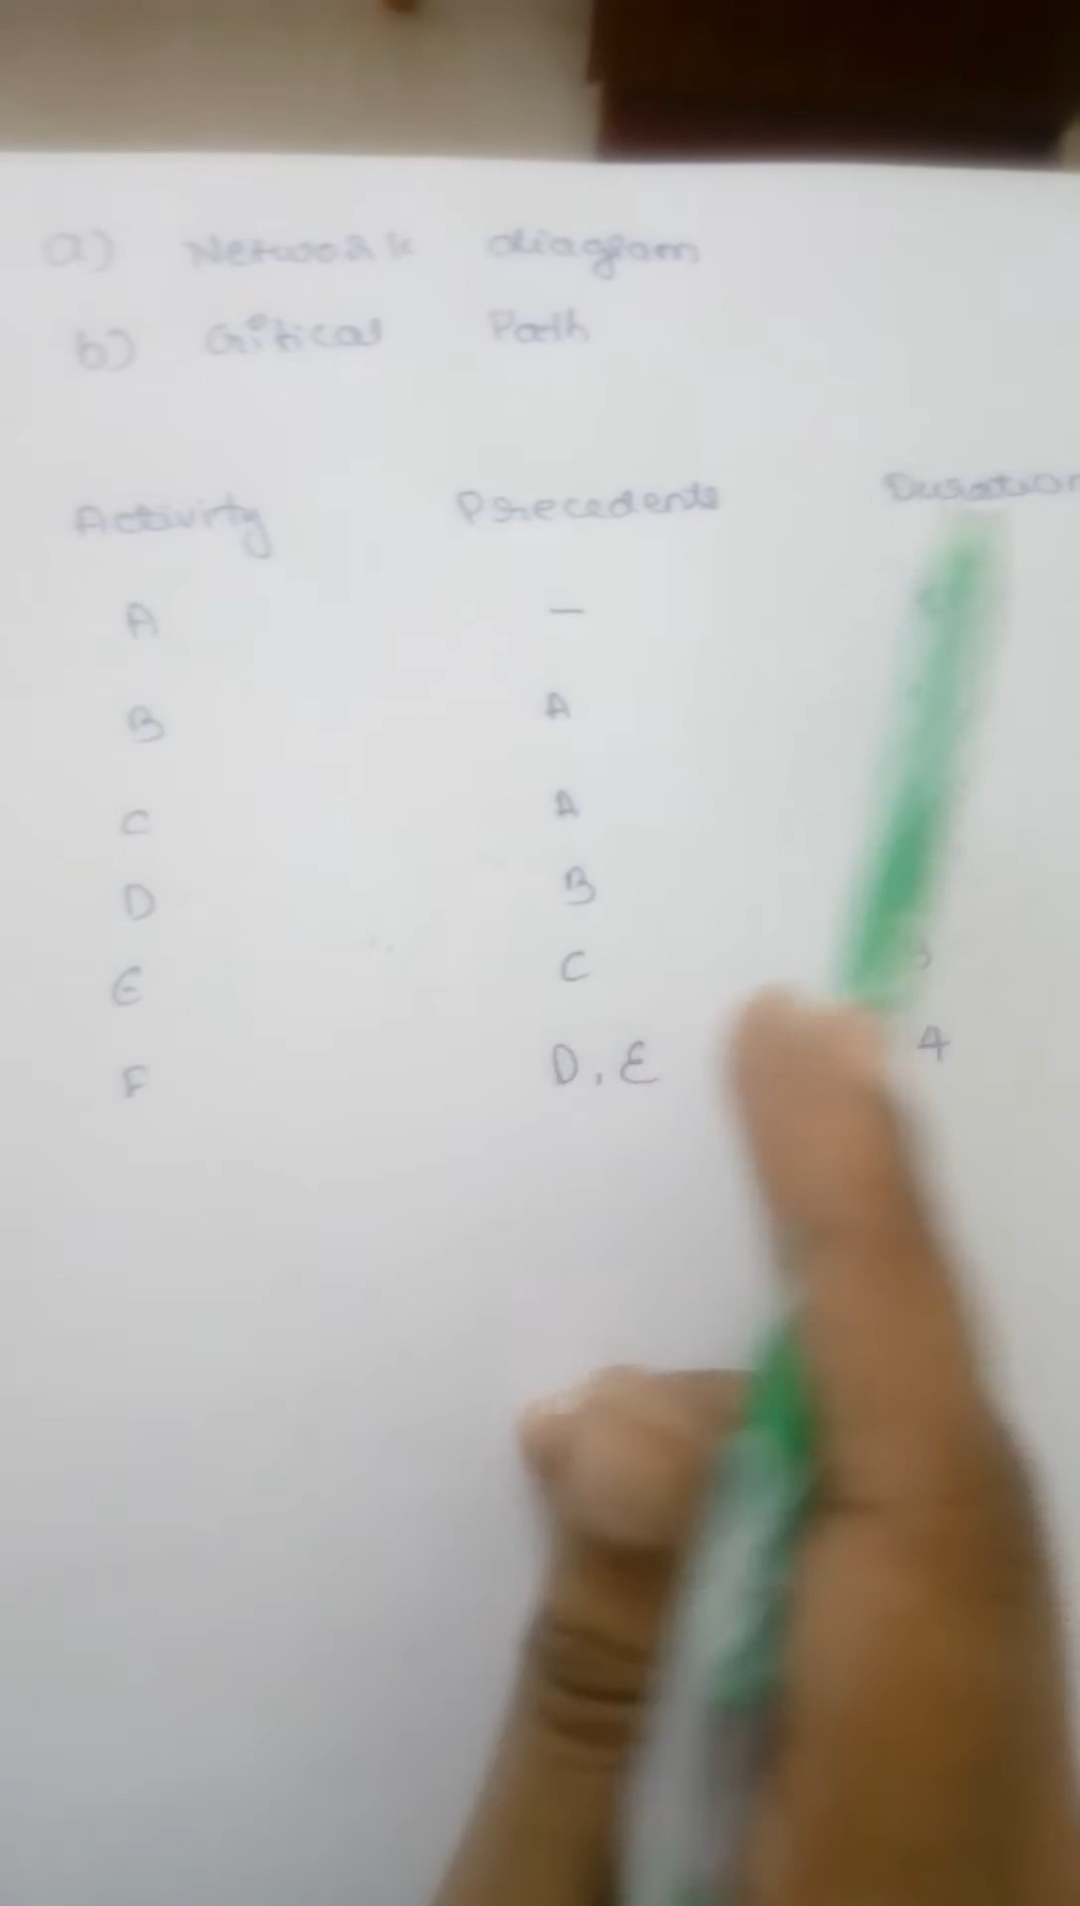 a) Network diagram
b) Critical Path
Activity Precedents Duration
A —
B A
C A
D B
E C
F D, E 4